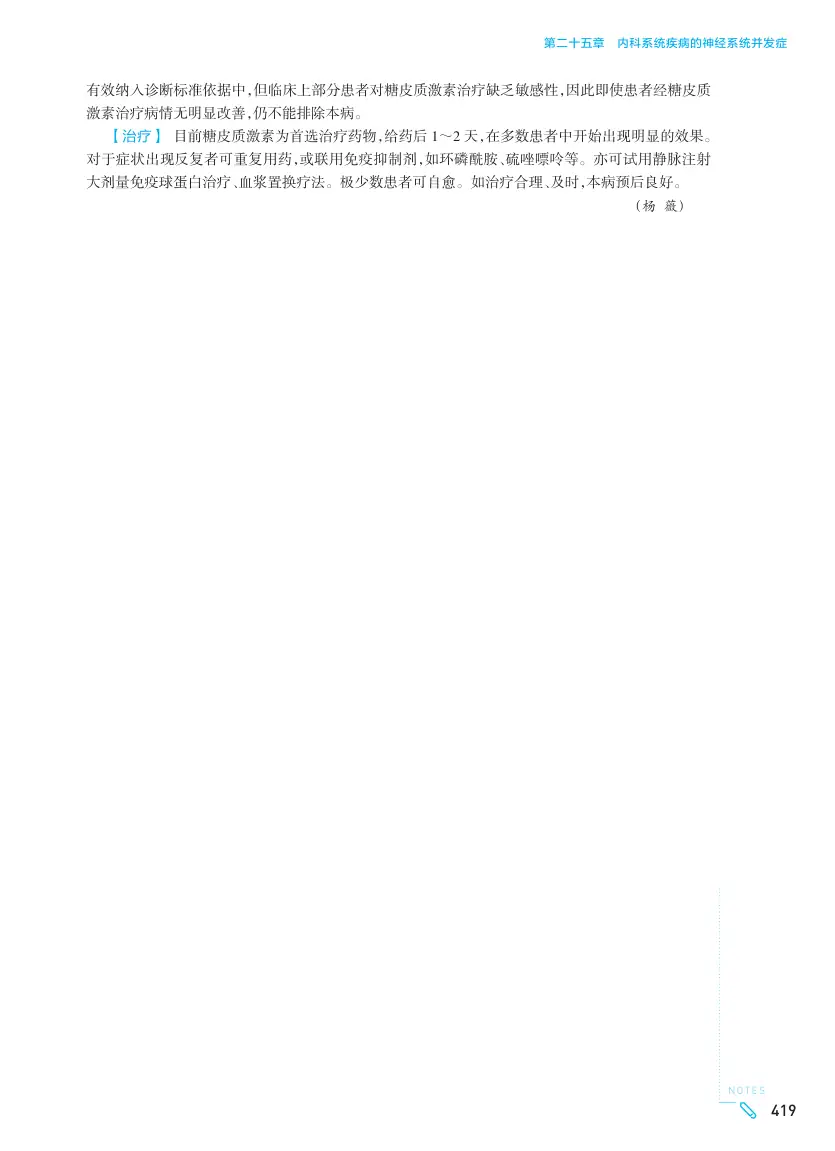 第二十五章 内科系统疾病的神经系统并发症
有效纳入诊断标准依据中，但临床上部分患者对糖皮质激素治疗缺乏敏感性，因此即使患者经糖皮质
激素治疗病情无明显改善，仍不能排除本病。
【治疗】 目前糖皮质激素为首选治疗药物，给药后 1～2 天，在多数患者中开始出现明显的效果。
对于症状出现反复者可重复用药，或联用免疫抑制剂，如环磷酰胺、硫唑嘌呤等。亦可试用静脉注射
大剂量免疫球蛋白治疗、血浆置换疗法。极少数患者可自愈。如治疗合理、及时，本病预后良好。
（杨 薇）
NOTES
419